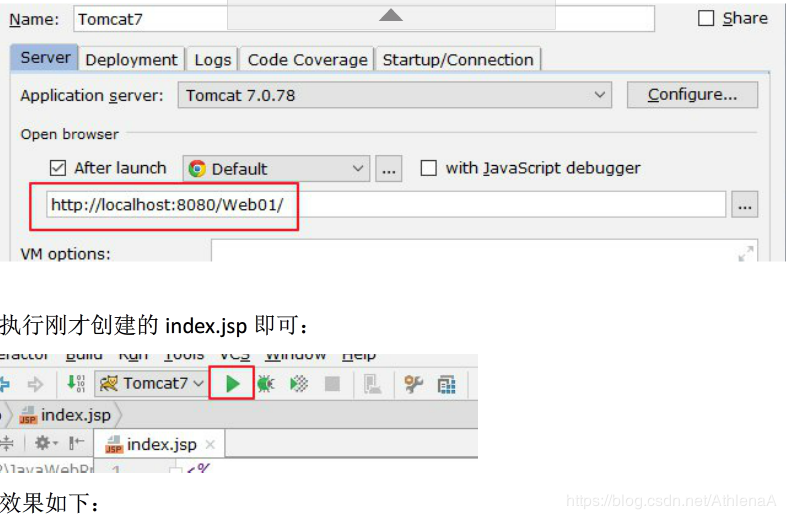 Name: Tomcat7 Share
Server Deployment Logs Code Coverage Startup/Connection
Application server: Tomcat 7.0.78 Configure...
Open browser
After launch Default ... with JavaScript debugger
http://localhost:8080/Web01/ ...
VM options:
执行刚才创建的 index.jsp 即可：
efactor Build Run Tools VCS Window Help
Tomcat7
index.jsp
index.jsp
1 <%
效果如下：
https://blog.csdn.net/AthlenaA